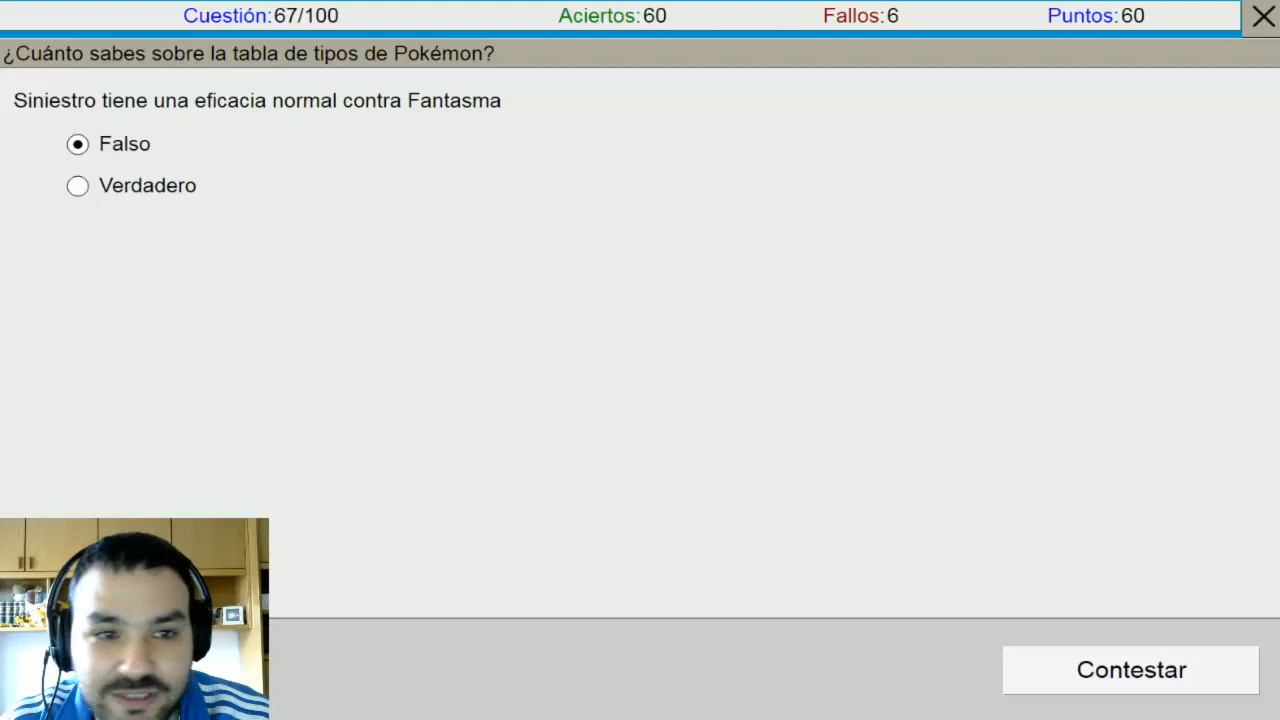 Cuestión: 67/100 Aciertos: 60 Fallos: 6 Puntos: 60
¿Cuánto sabes sobre la tabla de tipos de Pokémon?
Siniestro tiene una eficacia normal contra Fantasma
Falso
Verdadero
Contestar